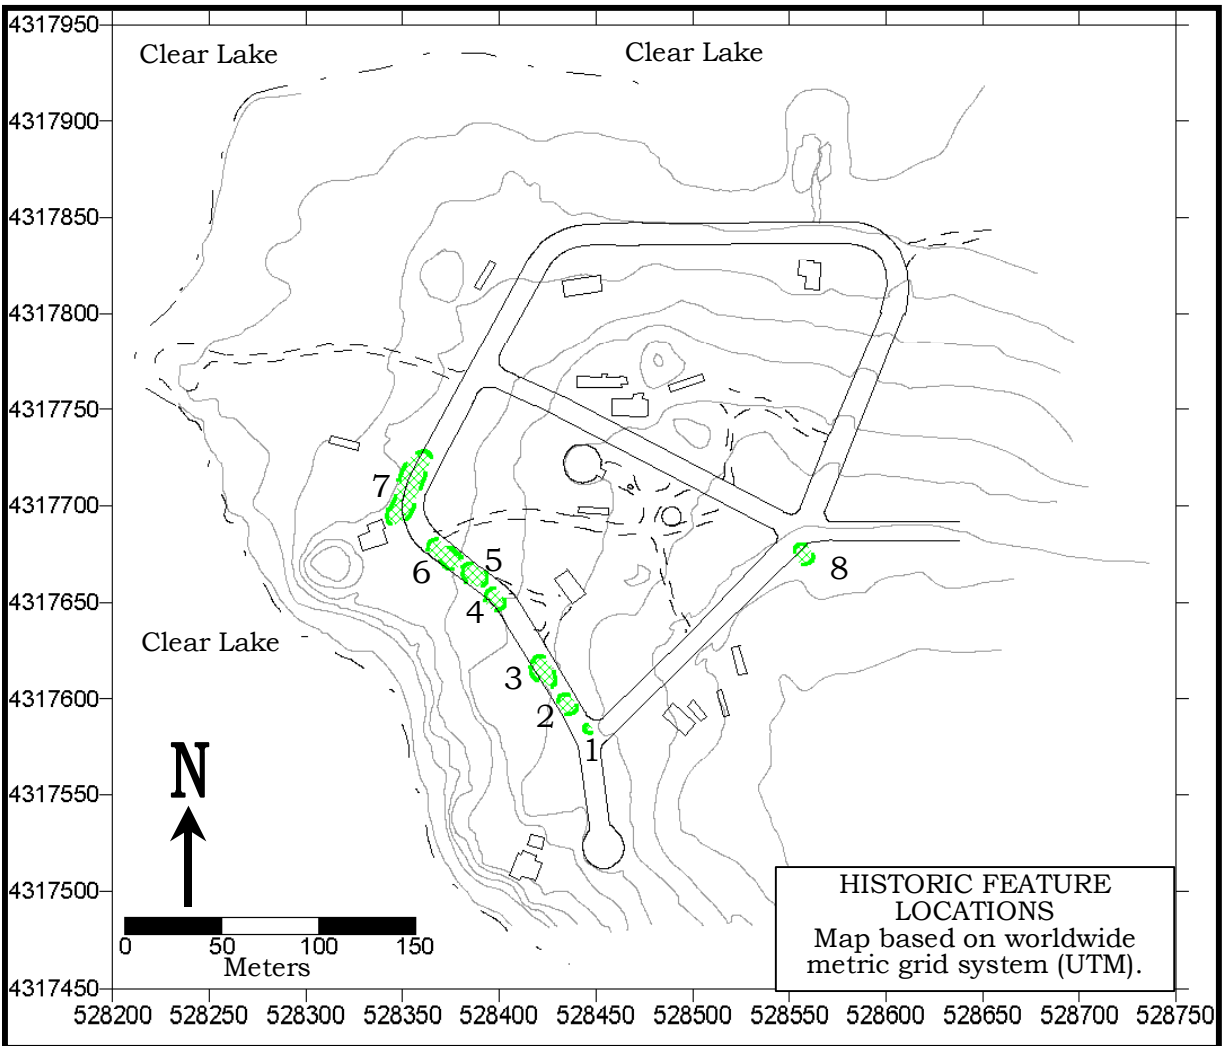 4317950
Clear Lake
Clear Lake
4317900
4317850
4317800
4317750
7
4317700
5
8
6
4317650
4
Clear Lake
3
4317600
2
1
N
4317550
4317500
HISTORIC FEATURE
LOCATIONS
Map based on worldwide
metric grid system (UTM).
0 50 100 150
Meters
4317450
528200 528250 528300 528350 528400 528450 528500 528550 528600 528650 528700 528750